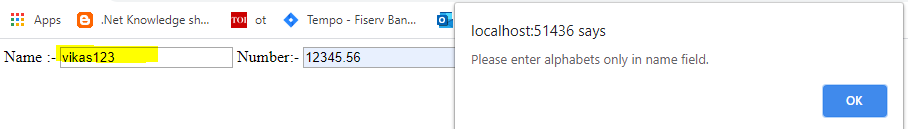 Apps .Net Knowledge sh... TOI ot Tempo - Fiserv Ban...
localhost:51436 says
Name :- vikas123 Number:- 12345.56
Please enter alphabets only in name field.
OK